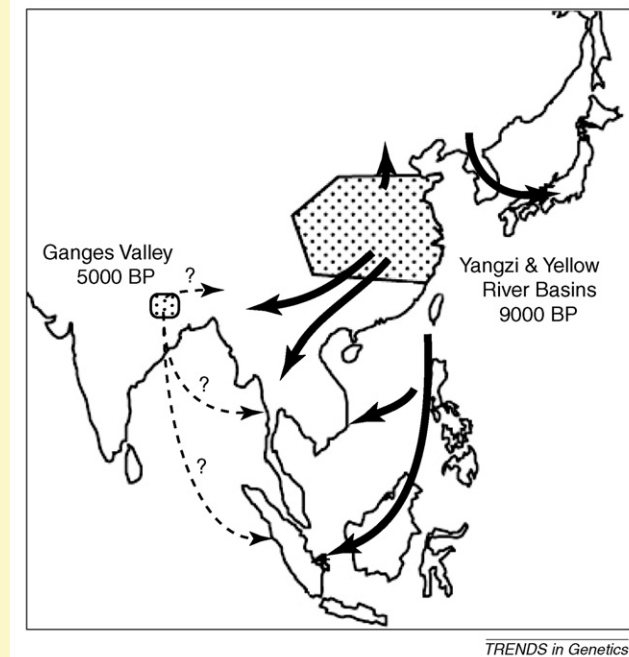 Ganges Valley
5000 BP
?
?
?
Yangzi & Yellow
River Basins
9000 BP
TRENDS in Genetics